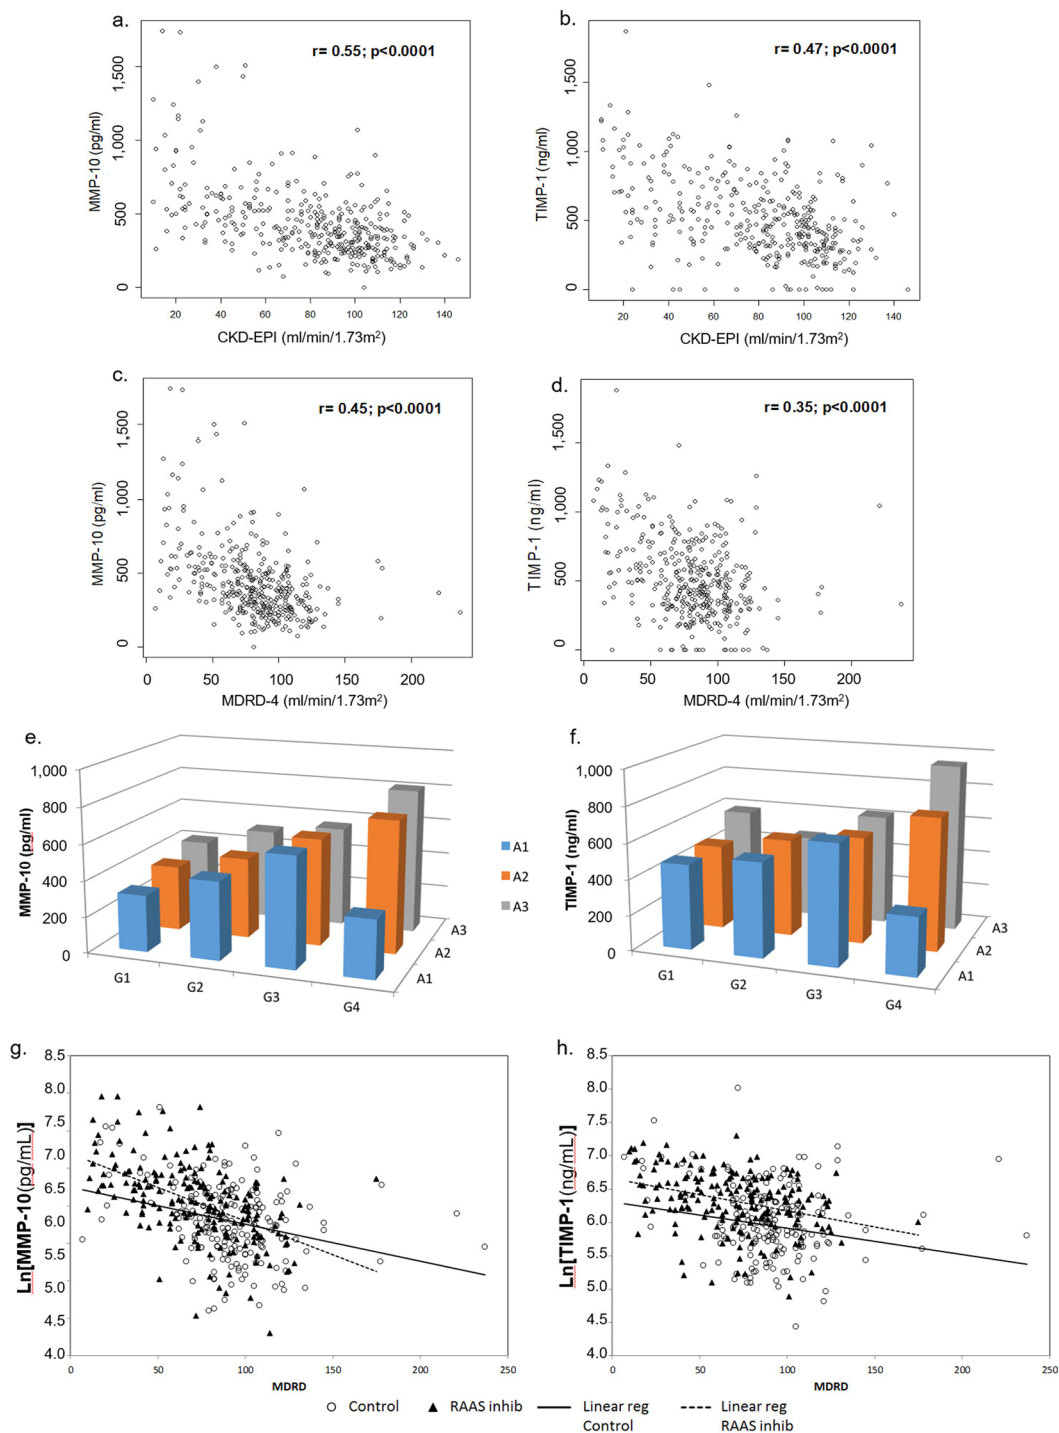 a.
r= 0.55; p<0.0001
MMP-10 (pg/ml)
1,500
1,000
500
0
20 40 60 80 100 120 140
CKD-EPI (ml/min/1.73m²)
b.
r= 0.47; p<0.0001
TIMP-1 (ng/ml)
1,500
1,000
500
0
20 40 60 80 100 120 140
CKD-EPI (ml/min/1.73m²)
c.
r= 0.45; p<0.0001
MMP-10 (pg/ml)
1,500
1,000
500
0
0 50 100 150 200
MDRD-4 (ml/min/1.73m²)
d.
r= 0.35; p<0.0001
TIMP-1 (ng/ml)
1,500
1,000
500
0
0 50 100 150 200
MDRD-4 (ml/min/1.73m²)
e.
MMP-10 (pg/ml)
1,000
800
600
400
200
0
G1 G2 G3 G4
A1
A2
A3
A1
A2
A3
f.
TIMP-1 (ng/ml)
1,000
800
600
400
200
0
G1 G2 G3 G4
A1
A2
A3
g.
Ln[MMP-10(pg/mL)]
8.5
8.0
7.5
7.0
6.5
6.0
5.5
5.0
4.5
4.0
0 50 100 150 200 250
MDRD
h.
Ln[TIMP-1(ng/mL)]
8.5
8.0
7.5
7.0
6.5
6.0
5.5
5.0
4.5
4.0
0 50 100 150 200 250
MDRD
Control
RAAS inhib
Linear reg
Control
Linear reg
RAAS inhib